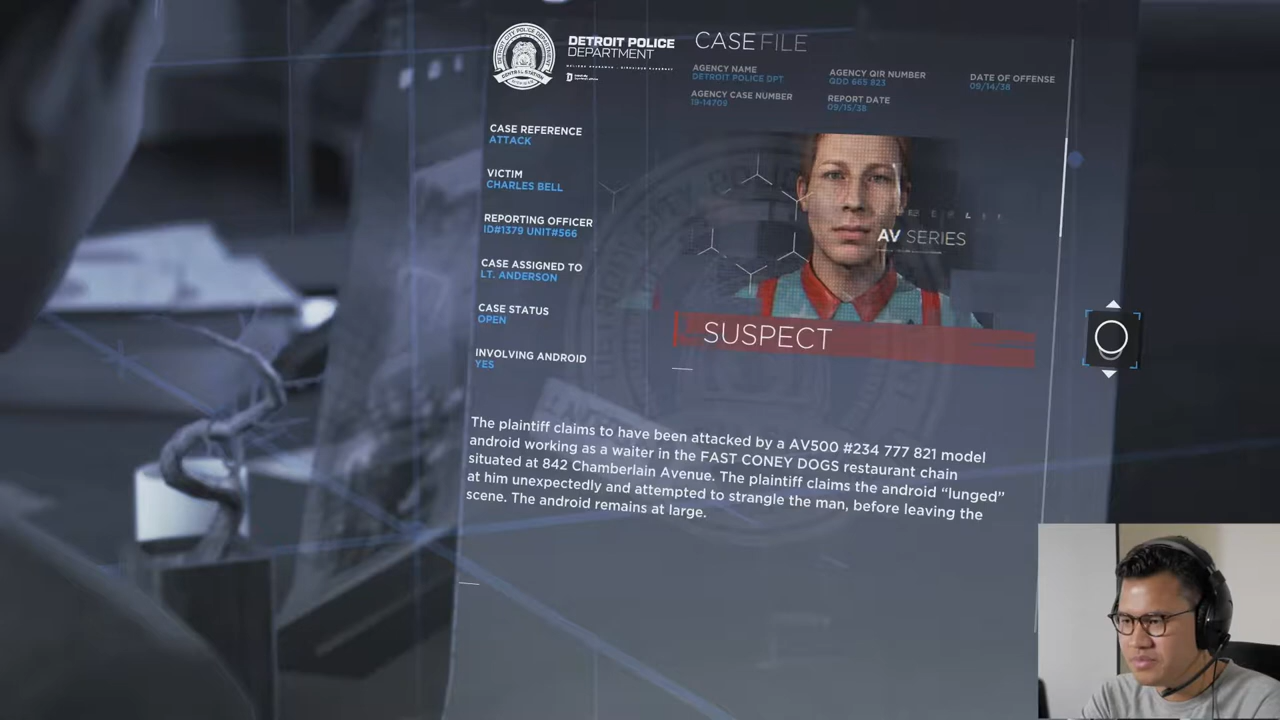 DETROIT POLICE
DEPARTMENT
CENTRAL STATION
CASE FILE
AGENCY NAME
DETROIT POLICE DPT
AGENCY QIR NUMBER
QDD 665 823
DATE OF OFFENSE
09/14/38
AGENCY CASE NUMBER
19-14709
REPORT DATE
09/15/38
CASE REFERENCE
ATTACK
VICTIM
CHARLES BELL
REPORTING OFFICER
ID#1379 UNIT#566
CASE ASSIGNED TO
LT. ANDERSON
CASE STATUS
OPEN
INVOLVING ANDROID
YES
AV SERIES
SUSPECT
The plaintiff claims to have been attacked by a AV500 #234 777 821 model
android working as a waiter in the FAST CONEY DOGS restaurant chain
situated at 842 Chamberlain Avenue. The plaintiff claims the android “lunged”
at him unexpectedly and attempted to strangle the man, before leaving the
scene. The android remains at large.